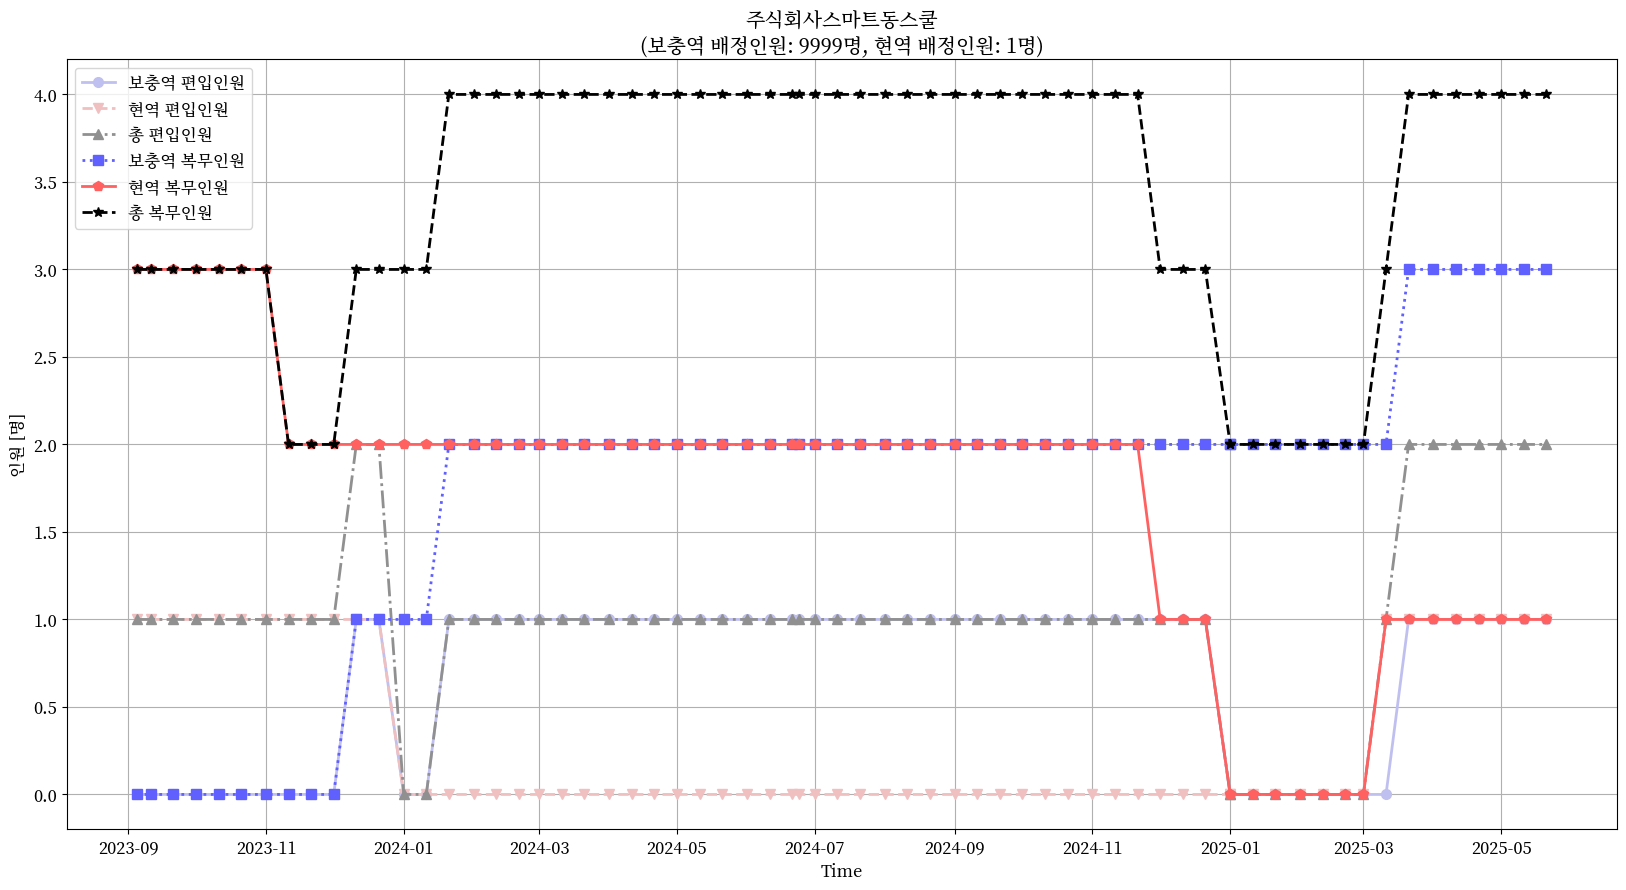 주식회사스마트동스쿨
(보충역 배정인원: 9999명, 현역 배정인원: 1명)
보충역 편입인원
현역 편입인원
총 편입인원
보충역 복무인원
현역 복무인원
총 복무인원
4.0
3.5
3.0
2.5
2.0
1.5
1.0
0.5
0.0
인원 [명]
2023-09
2023-11
2024-01
2024-03
2024-05
2024-07
2024-09
2024-11
2025-01
2025-03
2025-05
Time